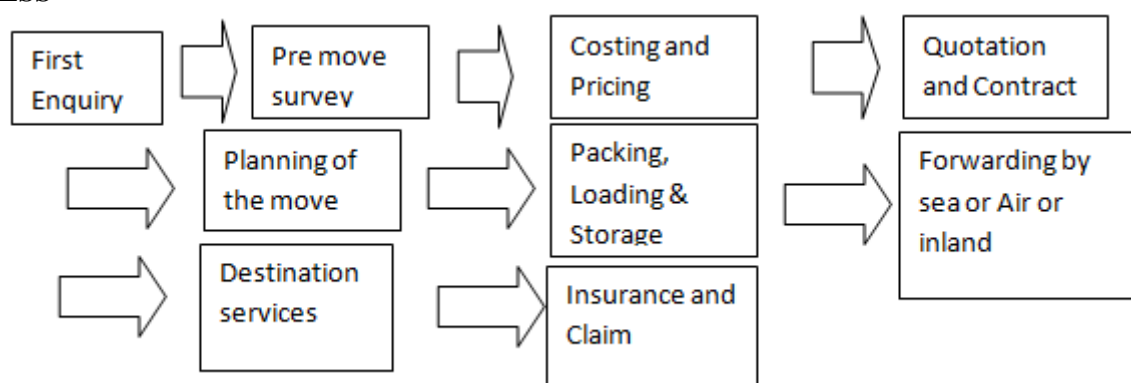 First
Enquiry
Pre move
survey
Costing and
Pricing
Quotation
and Contract
Planning of
the move
Packing,
Loading &
Storage
Forwarding by
sea or Air or
inland
Destination
services
Insurance and
Claim